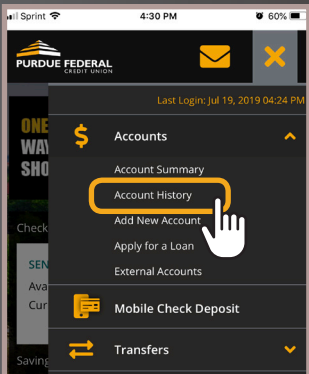 Sprint 4:30 PM 60%
PURDUE FEDERAL
CREDIT UNION
Last Login: Jul 19, 2019 04:24 PM
ONE
WAY
SHO
$ Accounts
Account Summary
Account History
Add New Account
Apply for a Loan
External Accounts
Check
SEN
Ava
Cur
Mobile Check Deposit
Transfers
Saving